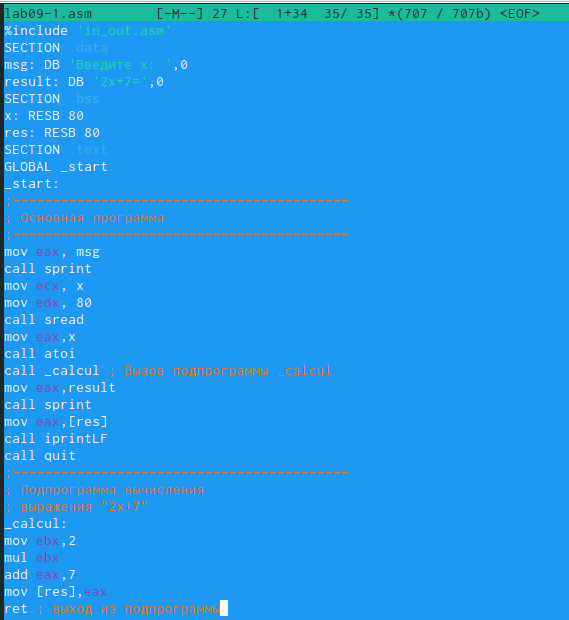 lab09-1.asm        [-M--] 27 L:[  1+34  35/ 35] *(707 / 707b) <EOF>
%include 'in_out.asm'
SECTION .data
msg: DB 'Введите x: ',0
result: DB '2x+7=',0
SECTION .bss
x: RESB 80
res: RESB 80
SECTION .text
GLOBAL _start
_start:
;------------------------------------------
; Основная программа
;------------------------------------------
mov eax, msg
call sprint
mov ecx, x
mov edx, 80
call sread
mov eax,x
call atoi
call _calcul ; Вызов подпрограммы _calcul
mov eax,result
call sprint
mov eax,[res]
call iprintLF
call quit
;------------------------------------------
; Подпрограмма вычисления
; выражения "2x+7"
_calcul:
mov ebx,2
mul ebx
add eax,7
mov [res],eax
ret ; выход из подпрограммы